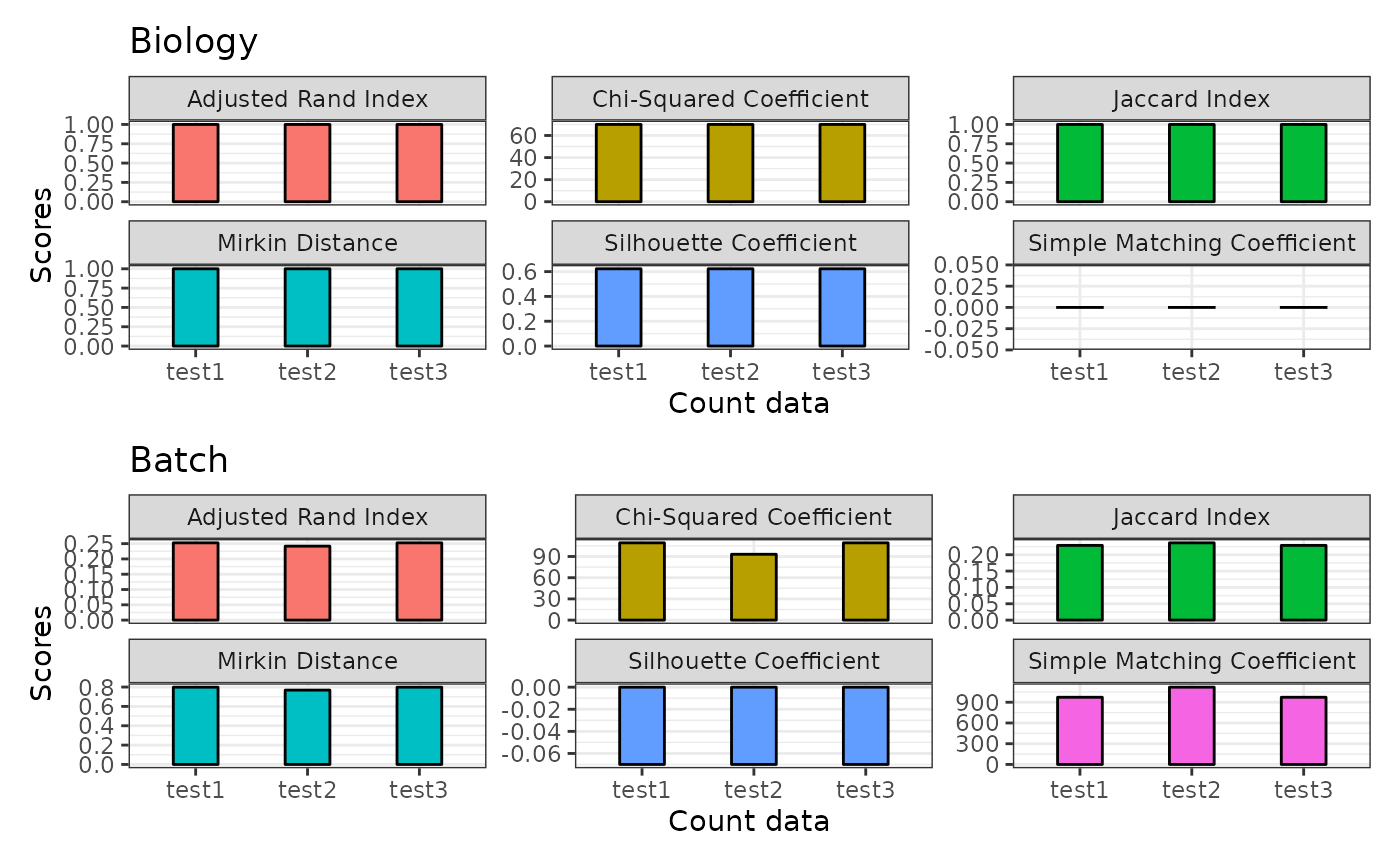 Biology
Adjusted Rand Index Chi-Squared Coefficient Jaccard Index
1.00 60 1.00
0.75 40 0.75
0.50 20 0.50
0.25 0 0.25
0.00 0.00
Scores
Mirkin Distance Silhouette Coefficient Simple Matching Coefficient
1.00 0.6 0.050
0.75 0.4 0.025
0.50 0.2 0.000
0.25 0.0 -0.025
0.00 -0.050
test1 test2 test3 test1 test2 test3 test1 test2 test3
Count data
Batch
Adjusted Rand Index Chi-Squared Coefficient Jaccard Index
0.25 90 0.20
0.20 60 0.15
0.15 30 0.10
0.10 0 0.05
0.05 0.00
0.00
Scores
Mirkin Distance Silhouette Coefficient Simple Matching Coefficient
0.8 0.00 900
0.6 -0.02 600
0.4 -0.04 300
0.2 -0.06 0
0.0
test1 test2 test3 test1 test2 test3 test1 test2 test3
Count data